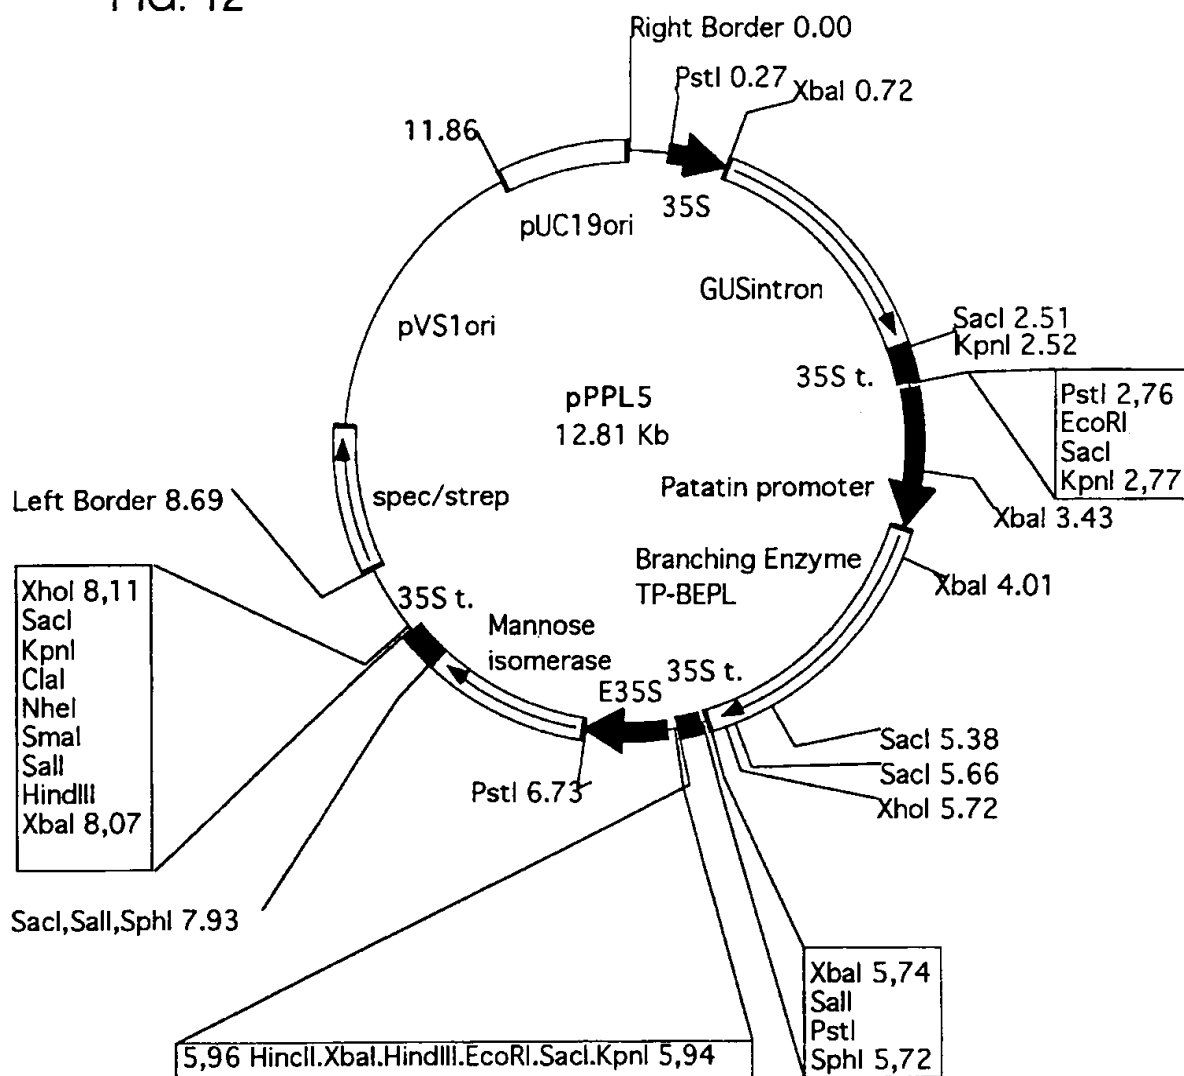 FIG. 12
Right Border 0.00
PstI 0.27
XbaI 0.72
11.86
35S
pUC19ori
GUSintron
pVS1ori
SacI 2.51
KpnI 2.52
35S t.
pPPL5
12.81 Kb
PstI 2,76
EcoRI
SacI
KpnI 2,77
Patatin promoter
XbaI 3.43
spec/strep
Left Border 8.69
Branching Enzyme
TP-BEPL
XbaI 4.01
XhoI 8,11
SacI
KpnI
ClaI
NheI
SmaI
SalI
HindIII
XbaI 8,07
35S t.
Mannose
isomerase
E35S
35S t.
SacI 5.38
SacI 5.66
XhoI 5.72
PstI 6.73
SacI,SalI,SphI 7.93
XbaI 5,74
SalI
PstI
SphI 5,72
5,96 HincII.XbaI.HindIII.EcoRI.SacI.KpnI 5,94